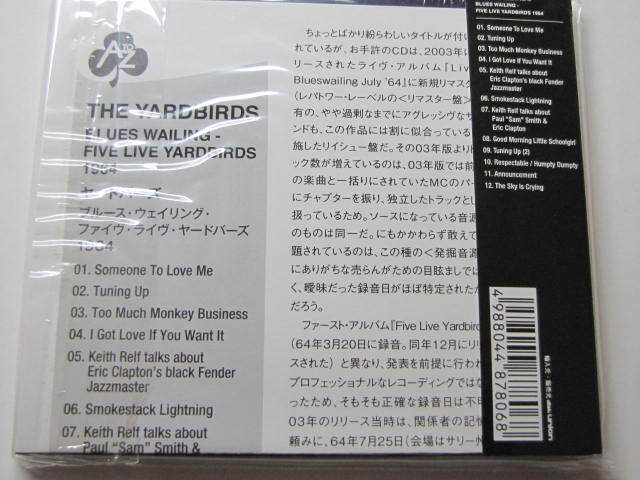 A TO Z
THE YARDBIRDS
BLUES WAILING -
FIVE LIVE YARDBIRDS
1964
ヤードバーズ
ブルース・ウェイリング・
ファイヴ・ライヴ・ヤードバーズ
1964
01. Someone To Love Me
02. Tuning Up
03. Too Much Monkey Business
04. I Got Love If You Want It
05. Keith Relf talks about
Eric Clapton's black Fender
Jazzmaster
06. Smokestack Lightning
07. Keith Relf talks about
Paul "Sam" Smith &
ちょっとばかり紛らわしいタイトルが付け
れているが、お手許のCDは、2003年に
リースされたライヴ・アルバム『Live
Blueswailing July '64』に新規リマスタ
(レパトワー・レーベルの〈リマスター盤〉
有の、やや過剰なまでにアグレッシヴなサ
ンドも、この作品には割に似合っている
施したリイシュー盤だ。その03年版より
ック数が増えているのは、03年版では前
の楽曲と一括りにされていたMCのパー
にチャプターを振り、独立したトラックとし
扱っているため。ソースになっている音源
のものは同一だ。にもかかわらず敢えて
題されているのは、この種の〈発掘音源
にありがちな売らんがための目眩ましでは
く、曖昧だった録音日がほぼ特定されたか
だろう。
ファースト・アルバム『Five Live Yardbir
(64年3月20日に録音。同年12月にリリ
スされた)と異なり、発表を前提に行われ
プロフェッショナルなレコーディングではな
ったため、そもそも正確な録音日は不明
03年のリリース当時は、関係者の記憶
頼みに、64年7月25日(会場はサリー州
BLUES WAILING -
FIVE LIVE YARDBIRDS 1964
01. Someone To Love Me
02. Tuning Up
03. Too Much Monkey Business
04. I Got Love If You Want It
05. Keith Relf talks about
Eric Clapton's black Fender
Jazzmaster
06. Smokestack Lightning
07. Keith Relf talks about
Paul "Sam" Smith &
Eric Clapton
08. Good Morning Little Schoolgirl
09. Tuning Up (2)
10. Respectable / Humpty Dumpty
11. Announcement
12. The Sky Is Crying
4988044878068
輸入元・販売元 disk union